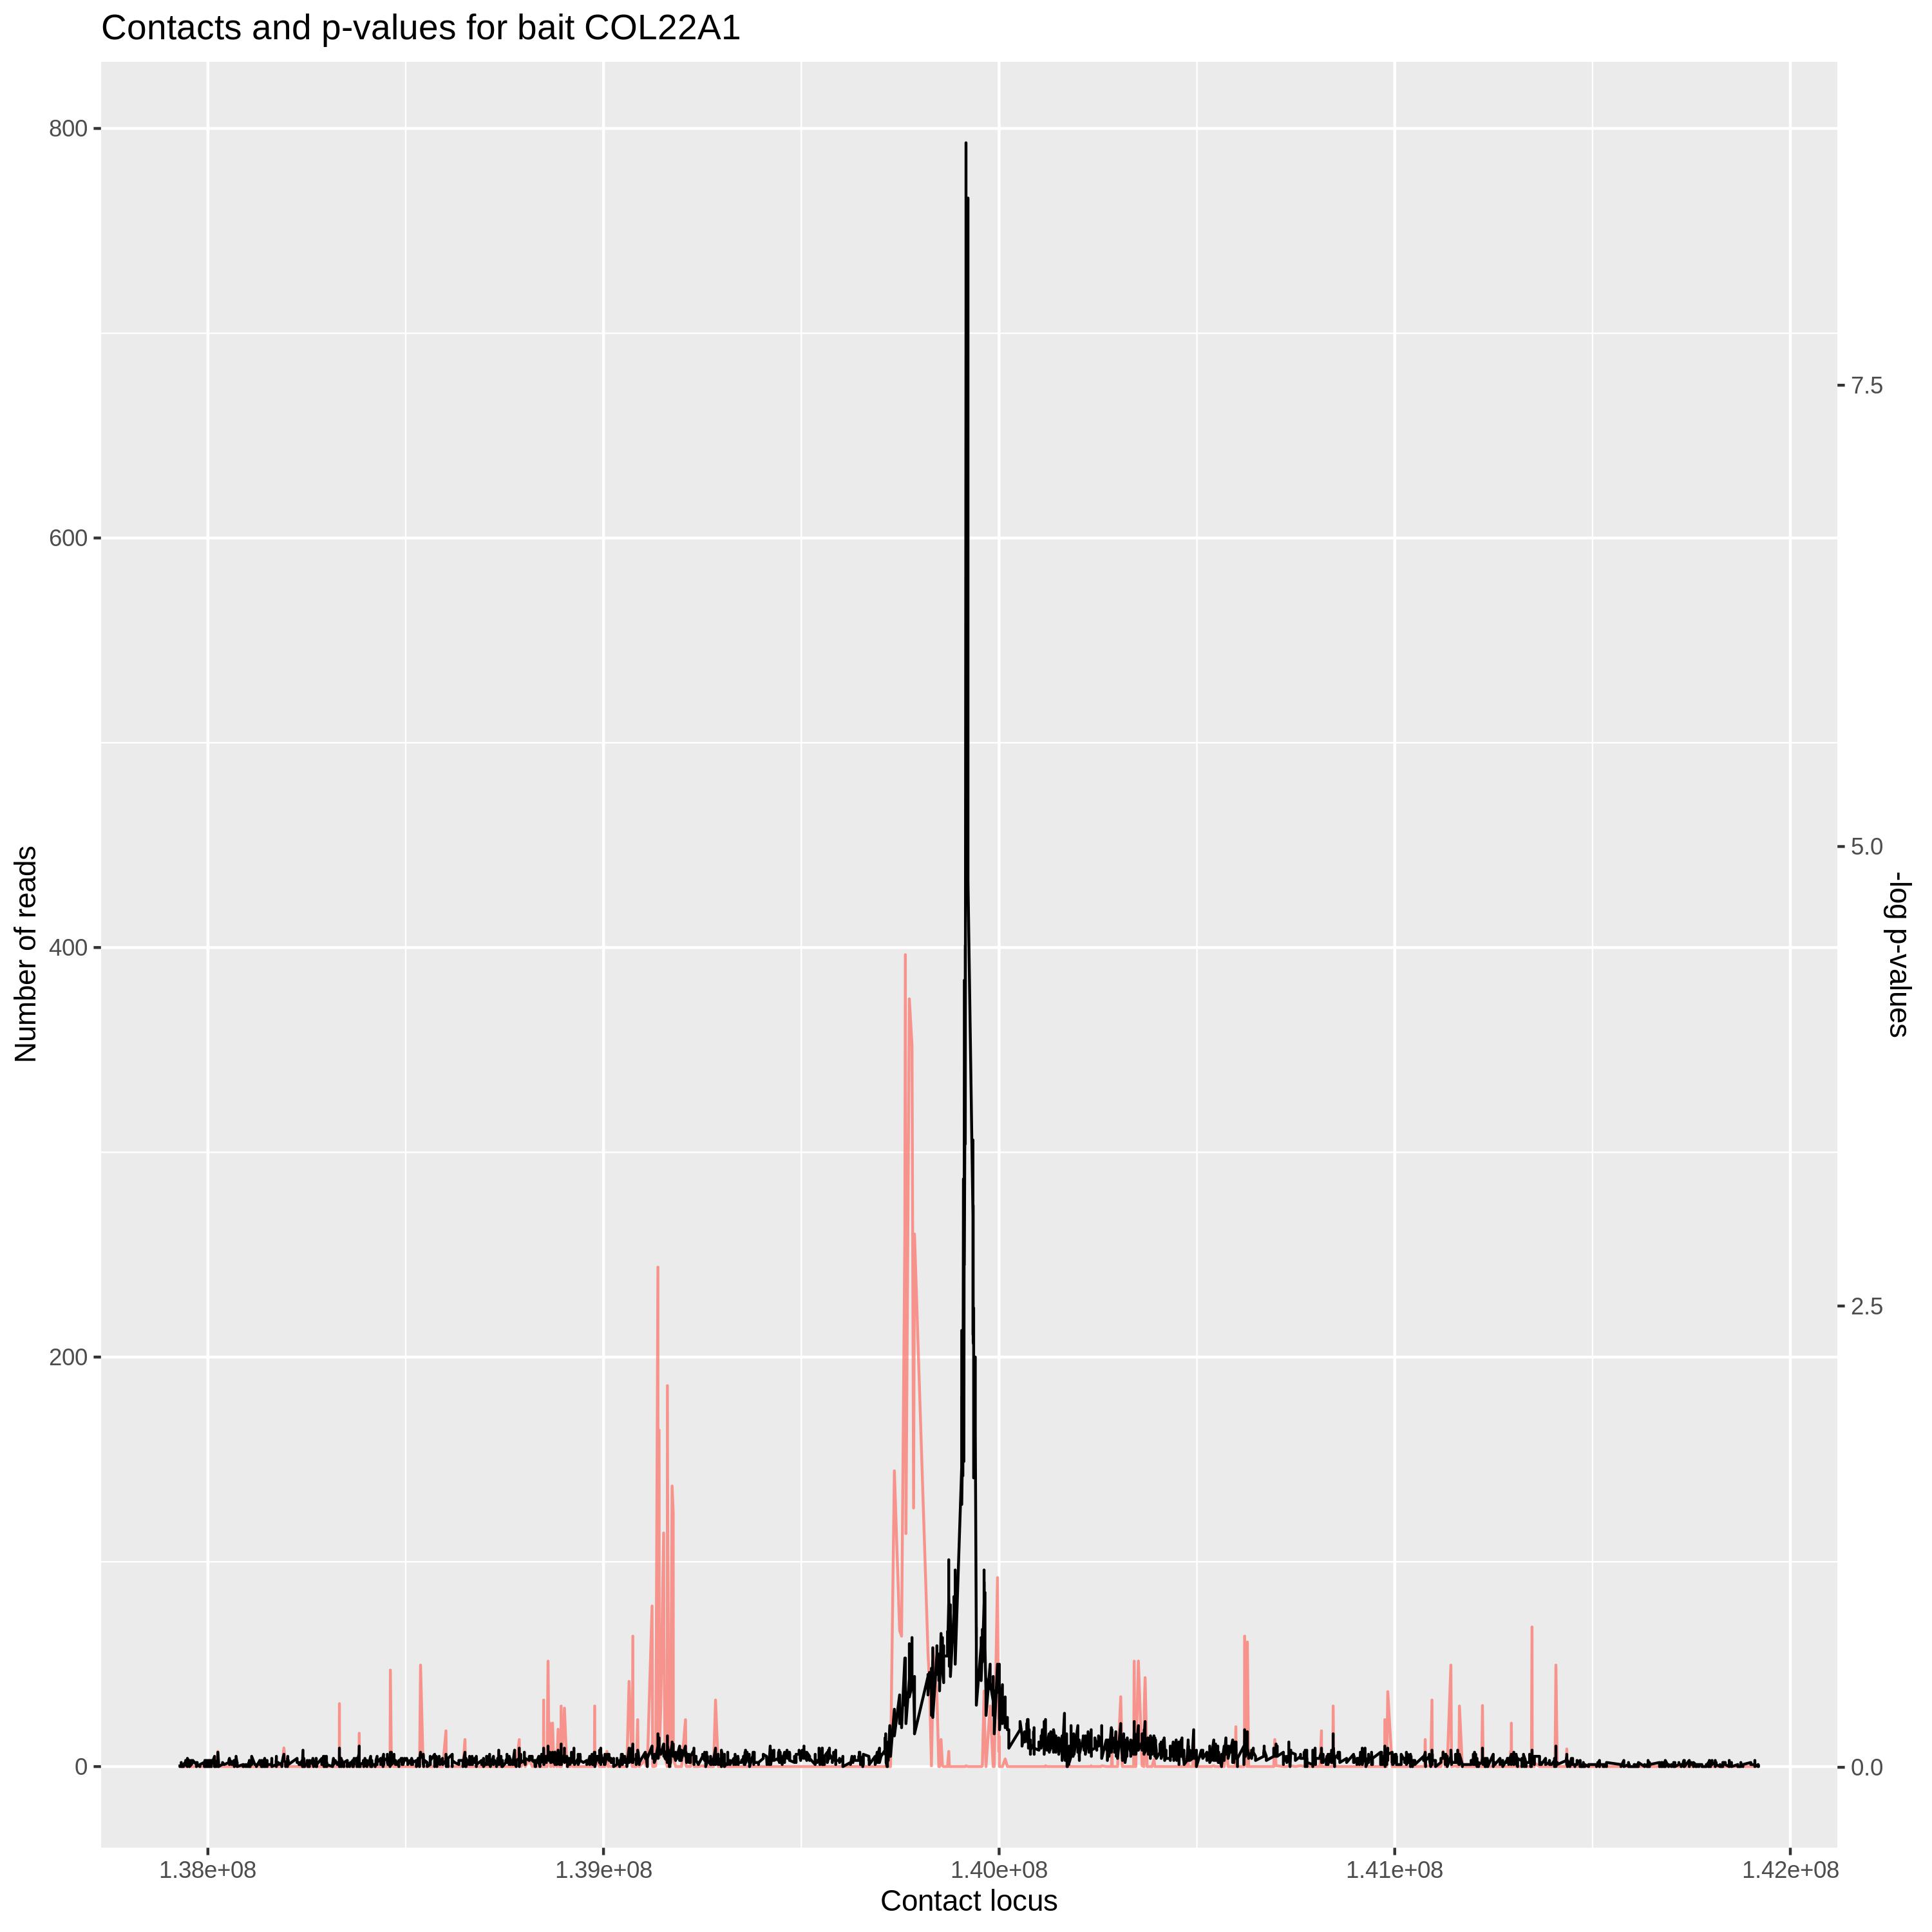 Contacts and p-values for bait COL22A1
800
600
400
200
0
Number of reads
7.5
5.0
2.5
0.0
-log p-values
1.38e+08 1.39e+08 1.40e+08 1.41e+08 1.42e+08
Contact locus